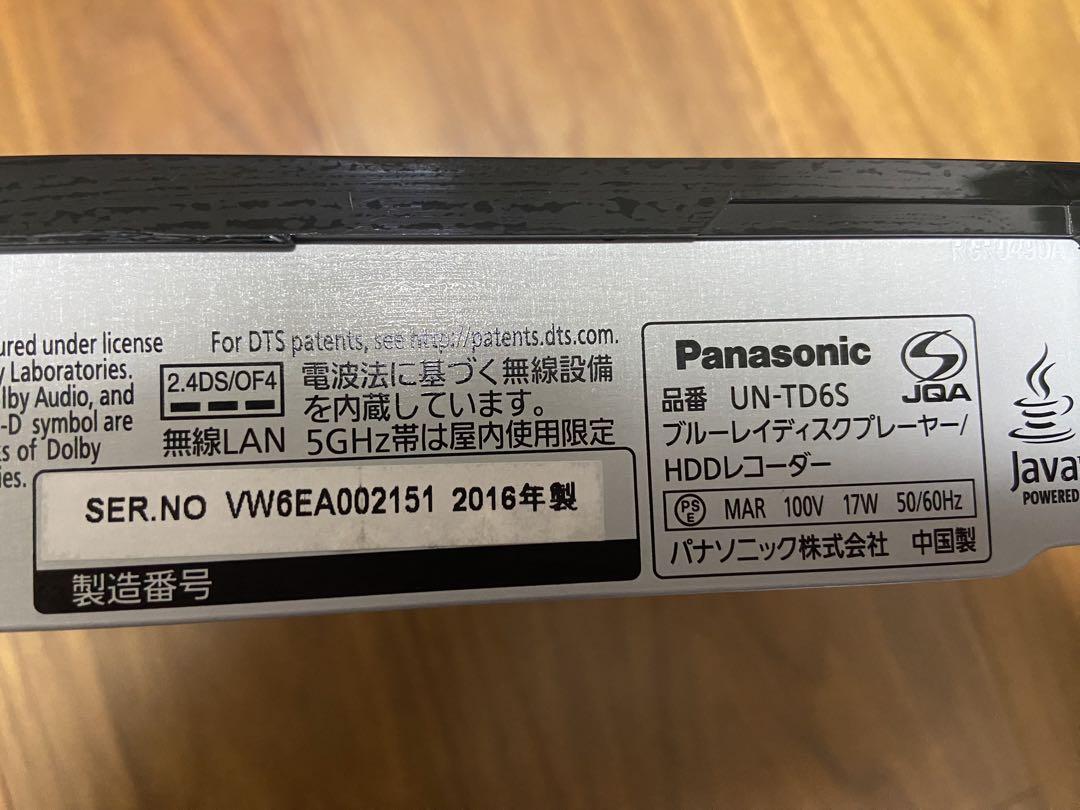 ured under license
y Laboratories.
lby Audio, and
-D symbol are
s of Dolby
ies.
For DTS patents, see http://patents.dts.com.
2.4DS/OF4
無線LAN
電波法に基づく無線設備
を内蔵しています。
5GHz帯は屋内使用限定
SER.NO VW6EA002151 2016年製
製造番号
Panasonic
JQA
品番 UN-TD6S
ブルーレイディスクプレーヤー/
HDDレコーダー
PSE MAR 100V 17W 50/60Hz
パナソニック株式会社 中国製
Java
POWERED